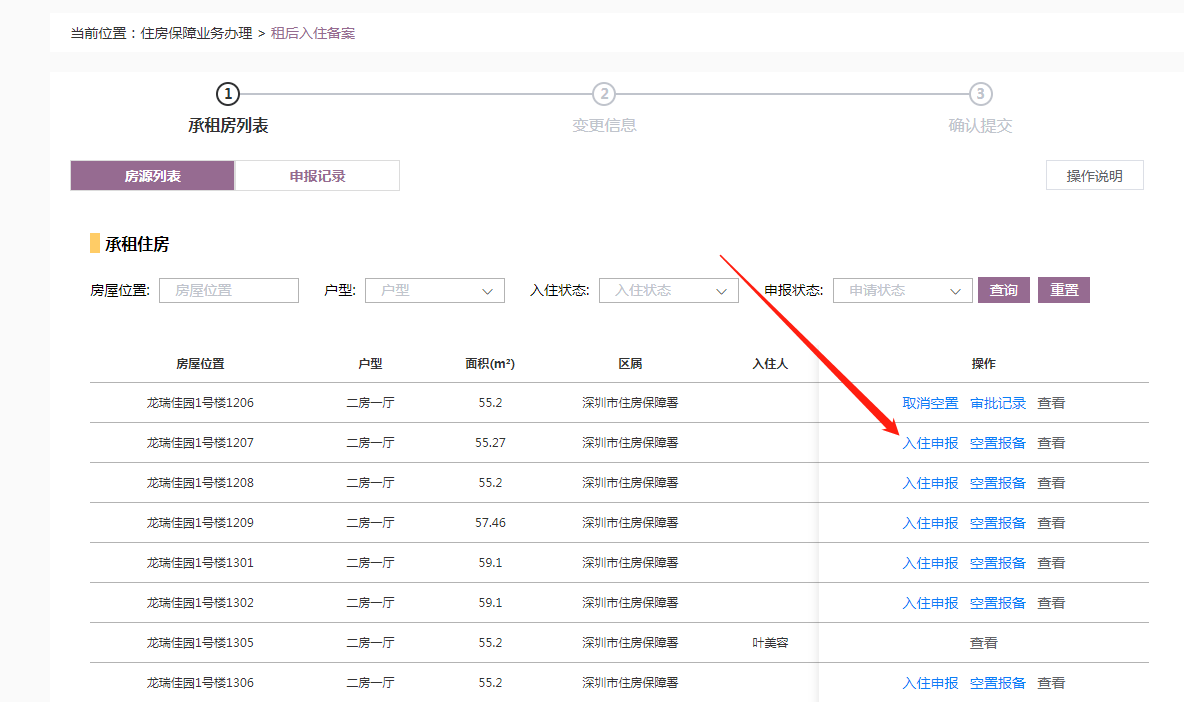 当前位置：住房保障业务办理 > 租后入住备案
1 2 3
承租房列表 变更信息 确认提交
房源列表 申报记录 操作说明
承租住房
房屋位置: 房屋位置 户型: 户型 入住状态: 入住状态 申报状态: 申请状态 查询 重置
房屋位置 户型 面积(m²) 区属 入住人 操作
龙瑞佳园1号楼1206 二房一厅 55.2 深圳市住房保障署 取消空置 审批记录 查看
龙瑞佳园1号楼1207 二房一厅 55.27 深圳市住房保障署 入住申报 空置报备 查看
龙瑞佳园1号楼1208 二房一厅 55.2 深圳市住房保障署 入住申报 空置报备 查看
龙瑞佳园1号楼1209 二房一厅 57.46 深圳市住房保障署 入住申报 空置报备 查看
龙瑞佳园1号楼1301 二房一厅 59.1 深圳市住房保障署 入住申报 空置报备 查看
龙瑞佳园1号楼1302 二房一厅 59.1 深圳市住房保障署 入住申报 空置报备 查看
龙瑞佳园1号楼1305 二房一厅 55.2 深圳市住房保障署 叶美容 查看
龙瑞佳园1号楼1306 二房一厅 55.2 深圳市住房保障署 入住申报 空置报备 查看